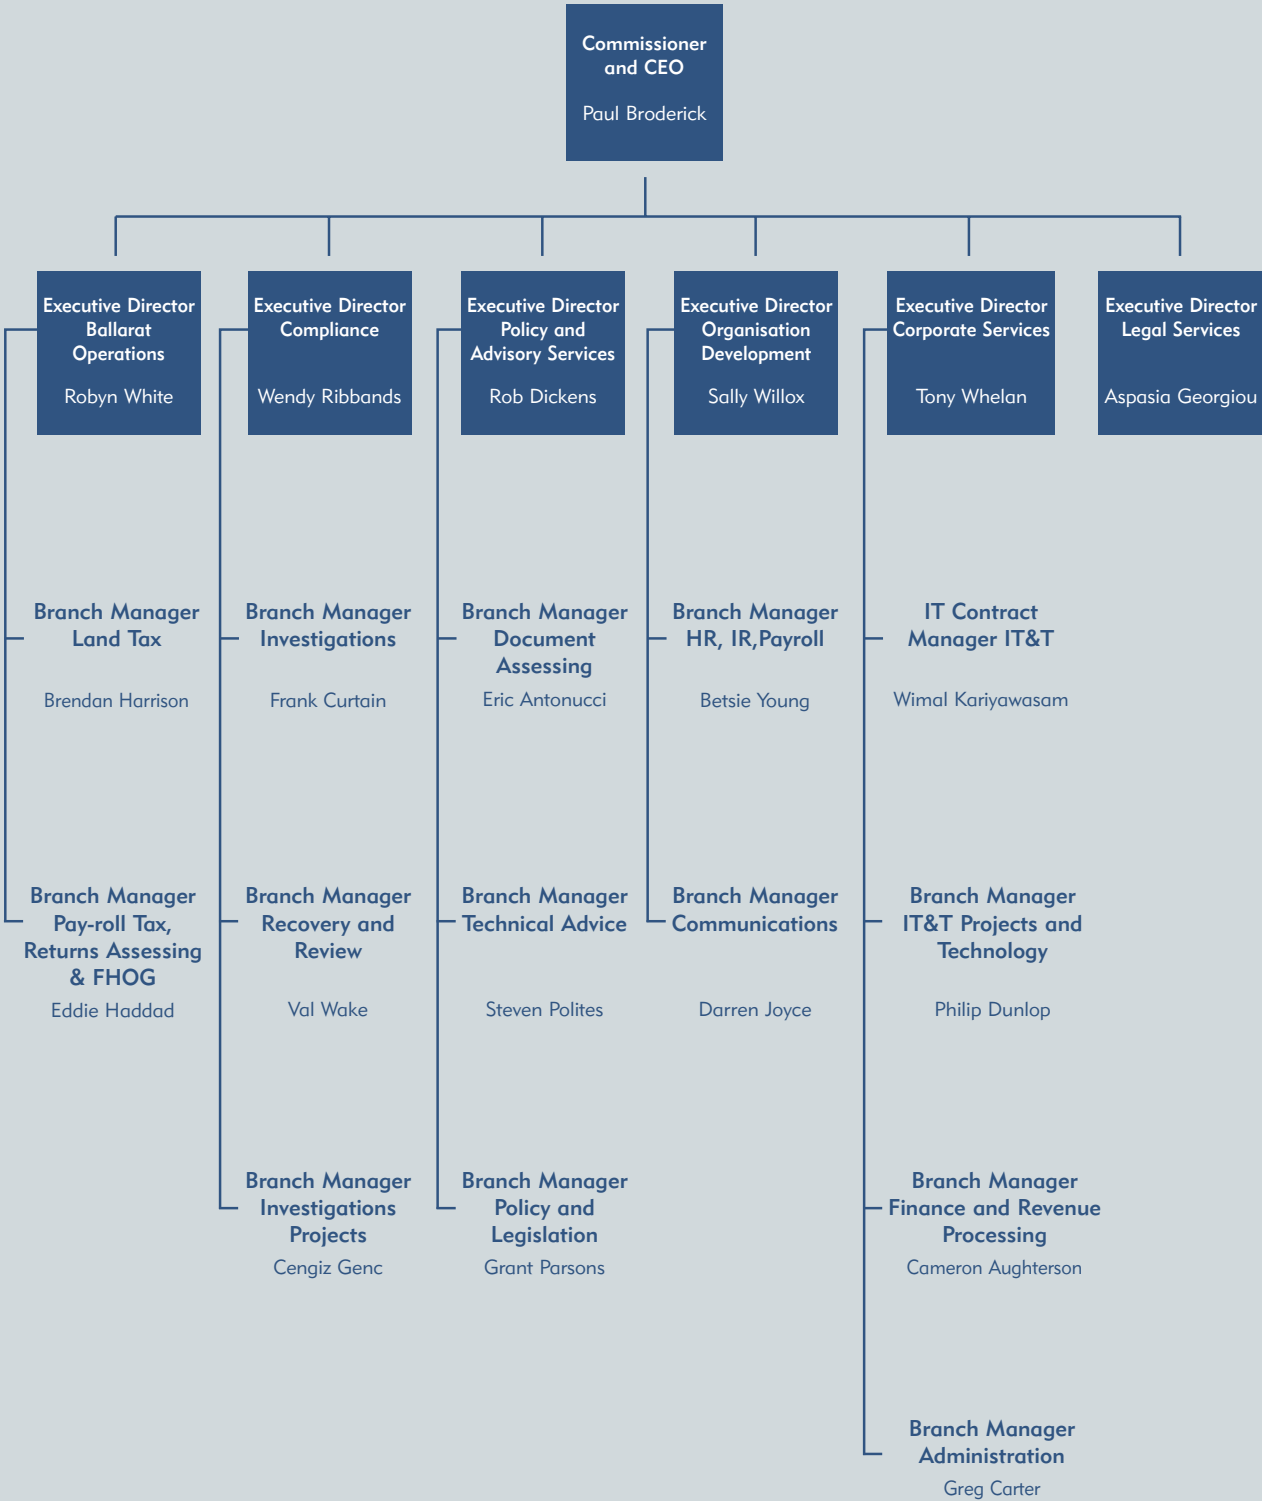 Commissioner
and CEO
Paul Broderick
Executive Director
Ballarat
Operations
Robyn White
Executive Director
Compliance
Wendy Ribbands
Executive Director
Policy and
Advisory Services
Rob Dickens
Executive Director
Organisation
Development
Sally Willox
Executive Director
Corporate Services
Tony Whelan
Executive Director
Legal Services
Aspasia Georgiou
Branch Manager
Land Tax
Brendan Harrison
Branch Manager
Investigations
Frank Curtain
Branch Manager
Document
Assessing
Eric Antonucci
Branch Manager
HR, IR,Payroll
Betsie Young
IT Contract
Manager IT&T
Wimal Kariyawasam
Branch Manager
Pay-roll Tax,
Returns Assessing
& FHOG
Eddie Haddad
Branch Manager
Recovery and
Review
Val Wake
Branch Manager
Technical Advice
Steven Polites
Branch Manager
Communications
Darren Joyce
Branch Manager
IT&T Projects and
Technology
Philip Dunlop
Branch Manager
Investigations
Projects
Cengiz Genc
Branch Manager
Policy and
Legislation
Grant Parsons
Branch Manager
Finance and Revenue
Processing
Cameron Aughterson
Branch Manager
Administration
Greg Carter